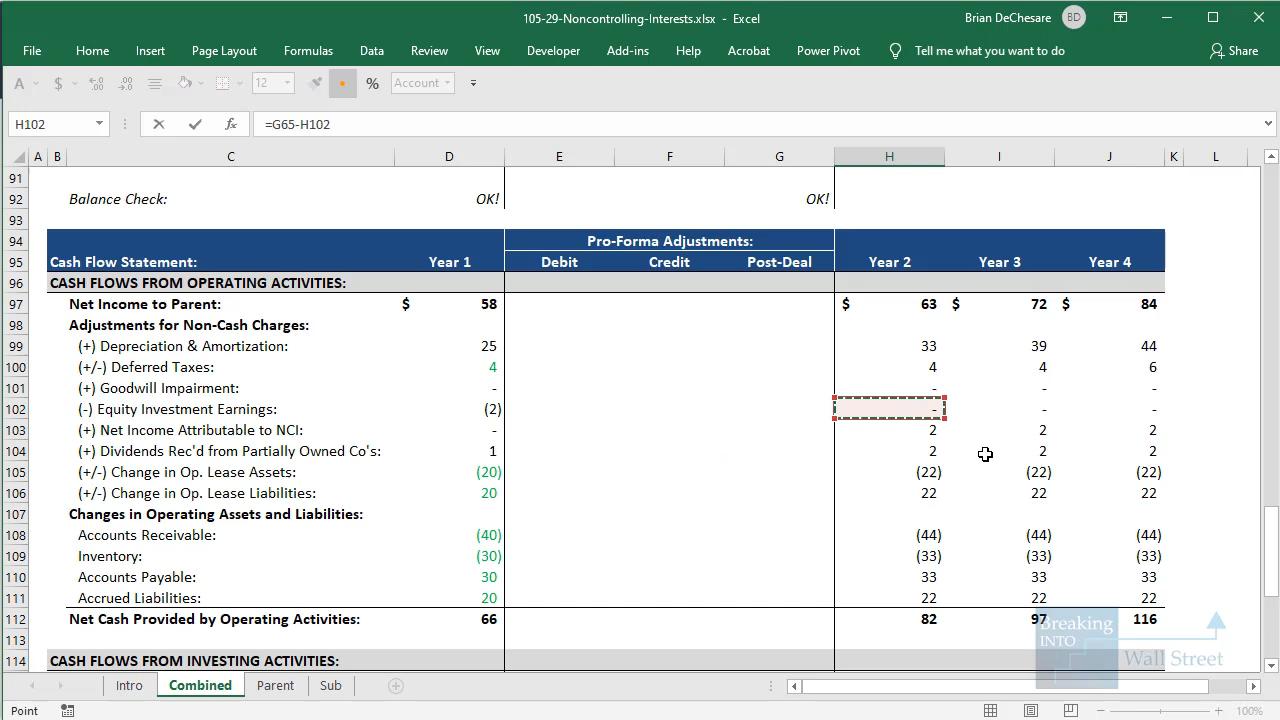 105-29-Noncontrolling-Interests.xlsx - Excel
Brian DeChesare BD
File Home Insert Page Layout Formulas Data Review View Developer Add-ins Help Acrobat Power Pivot Tell me what you want to do Share
A $ 12 % Account
H102 fx =G65-H102
A B C D E F G H I J K L
91
92 Balance Check: OK! OK!
93
94 Pro-Forma Adjustments:
95 Cash Flow Statement: Year 1 Debit Credit Post-Deal Year 2 Year 3 Year 4
96 CASH FLOWS FROM OPERATING ACTIVITIES:
97 Net Income to Parent: $ 58 $ 63 $ 72 $ 84
98 Adjustments for Non-Cash Charges:
99 (+) Depreciation & Amortization: 25 33 39 44
100 (+/-) Deferred Taxes: 4 4 4 6
101 (+) Goodwill Impairment: - - - -
102 (-) Equity Investment Earnings: (2) - - -
103 (+) Net Income Attributable to NCI: - 2 2 2
104 (+) Dividends Rec'd from Partially Owned Co's: 1 2 2 2
105 (+/-) Change in Op. Lease Assets: (20) (22) (22) (22)
106 (+/-) Change in Op. Lease Liabilities: 20 22 22 22
107 Changes in Operating Assets and Liabilities:
108 Accounts Receivable: (40) (44) (44) (44)
109 Inventory: (30) (33) (33) (33)
110 Accounts Payable: 30 33 33 33
111 Accrued Liabilities: 20 22 22 22
112 Net Cash Provided by Operating Activities: 66 82 97 116
113
114 CASH FLOWS FROM INVESTING ACTIVITIES:
Breaking
INTO
Wall Street
Intro Combined Parent Sub
Point 100%